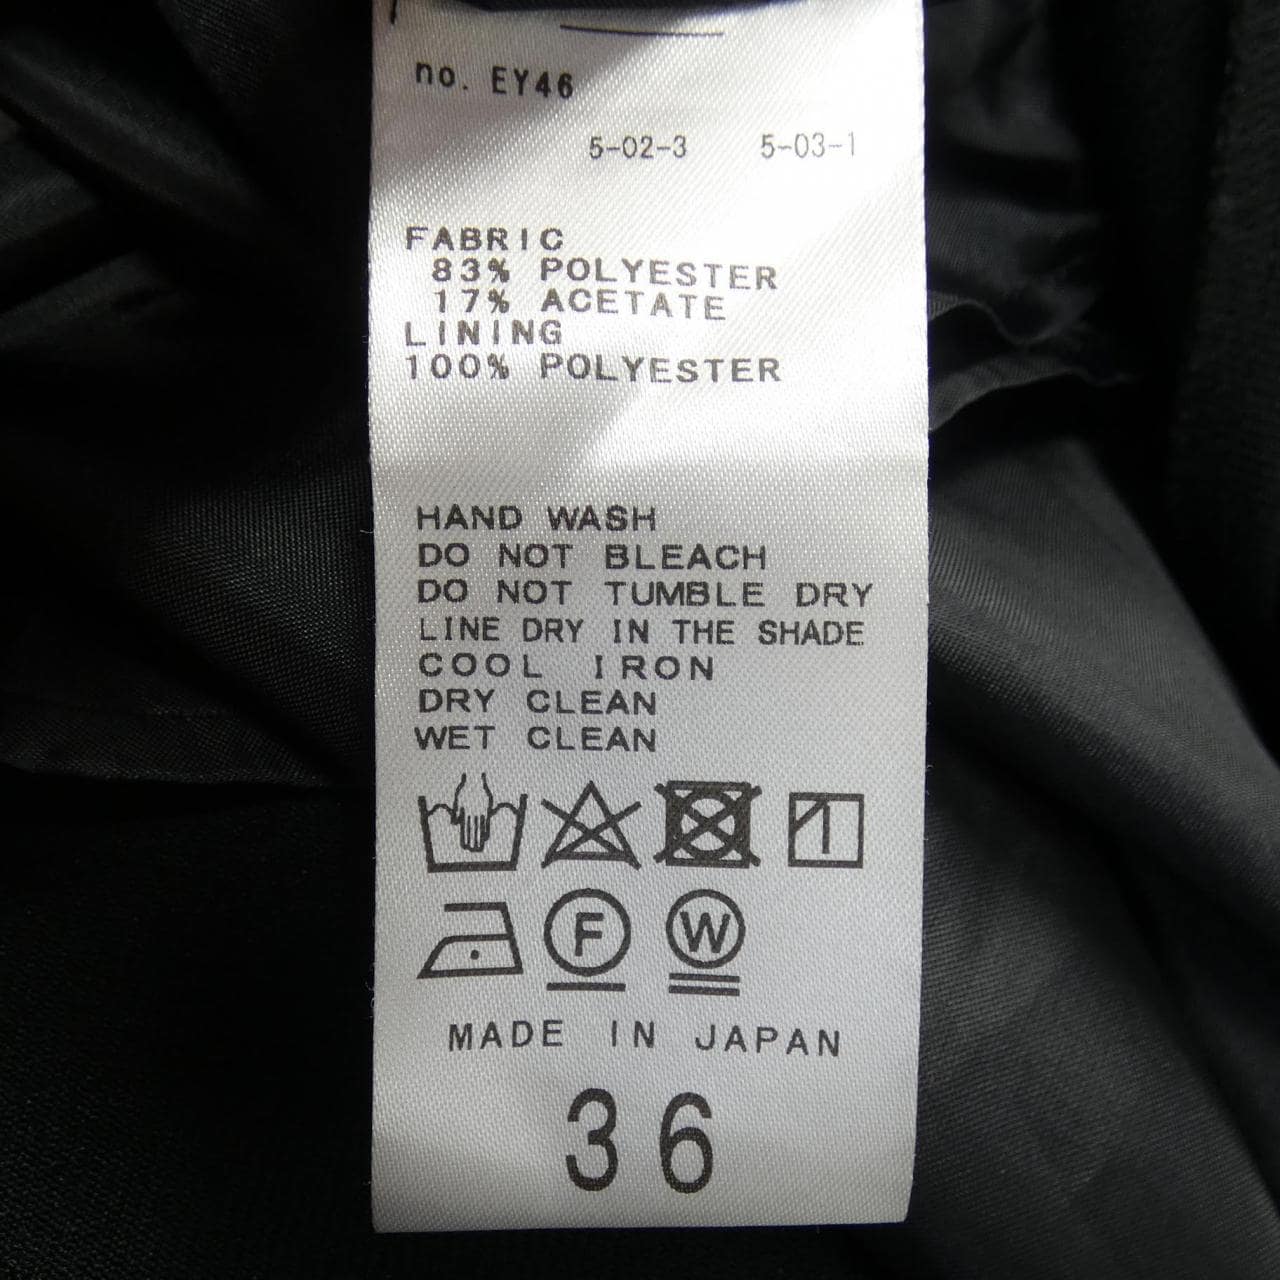 no. EY46
5-02-3 5-03-1
FABRIC
83% POLYESTER
17% ACETATE
LINING
100% POLYESTER
HAND WASH
DO NOT BLEACH
DO NOT TUMBLE DRY
LINE DRY IN THE SHADE
COOL IRON
DRY CLEAN
WET CLEAN
F W
MADE IN JAPAN
36